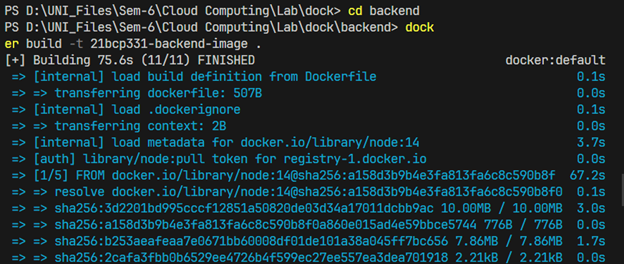 PS D:\UNI_Files\Sem-6\Cloud Computing\Lab\dock> cd backend
PS D:\UNI_Files\Sem-6\Cloud Computing\Lab\dock\backend> dock
er build -t 21bcp331-backend-image .
[+] Building 75.6s (11/11) FINISHED docker:default
=> [internal] load build definition from Dockerfile 0.1s
=> => transferring dockerfile: 507B 0.0s
=> [internal] load .dockerignore 0.1s
=> => transferring context: 2B 0.0s
=> [internal] load metadata for docker.io/library/node:14 3.7s
=> [auth] library/node:pull token for registry-1.docker.io 0.0s
=> [1/5] FROM docker.io/library/node:14@sha256:a158d3b9b4e3fa813fa6c8c590b8f 67.2s
=> => resolve docker.io/library/node:14@sha256:a158d3b9b4e3fa813fa6c8c590b8f0 0.1s
=> => sha256:3d2201bd995cccf12851a50820de03d34a17011dcbb9ac 10.00MB / 10.00MB 3.0s
=> => sha256:a158d3b9b4e3fa813fa6c8c590b8f0a860e015ad4e59bbce5744 776B / 776B 0.0s
=> => sha256:b253aeafeaa7e0671bb60008df01de101a38a045ff7bc656 7.86MB / 7.86MB 1.7s
=> => sha256:2cafa3fbb0b6529ee4726b4f599ec27ee557ea3dea701918 2.21kB / 2.21kB 0.0s